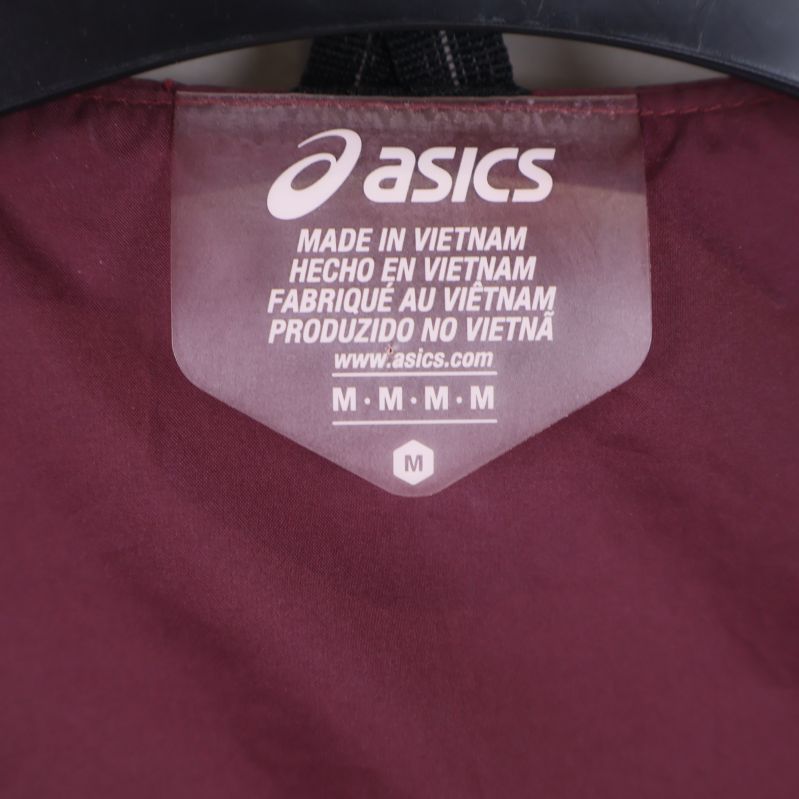 asics
MADE IN VIETNAM
HECHO EN VIETNAM
FABRIQUÉ AU VIÊTNAM
PRODUZIDO NO VIETNÃ
www.asics.com
M·M·M·M
M